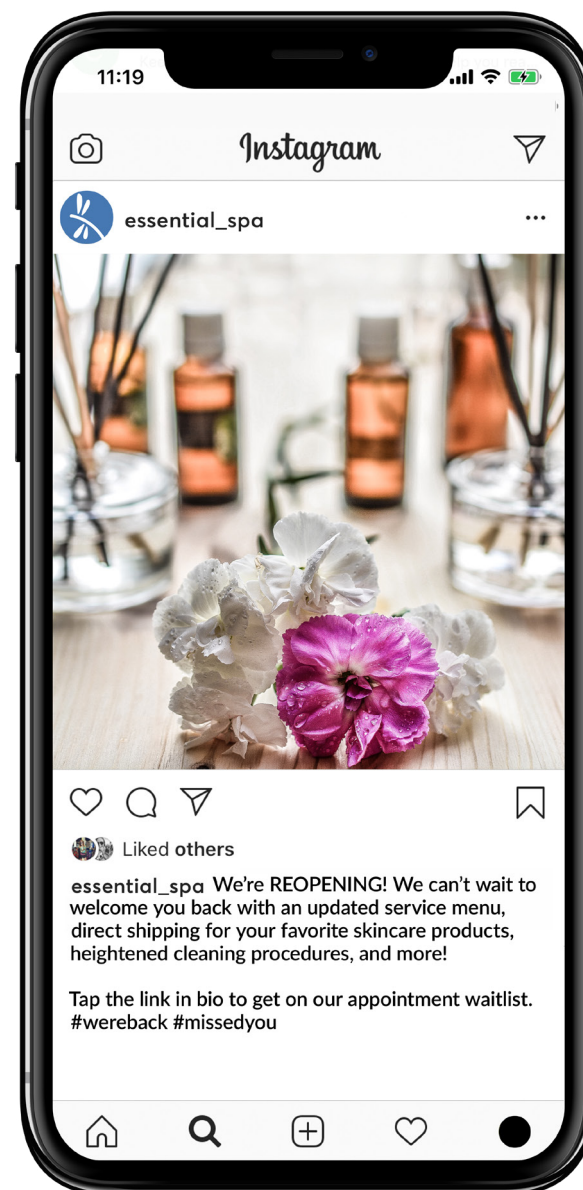 11:19
Instagram
essential_spa
Liked others
essential_spa We’re REOPENING! We can’t wait to
welcome you back with an updated service menu,
direct shipping for your favorite skincare products,
heightened cleaning procedures, and more!
Tap the link in bio to get on our appointment waitlist.
#wereback #missedyou